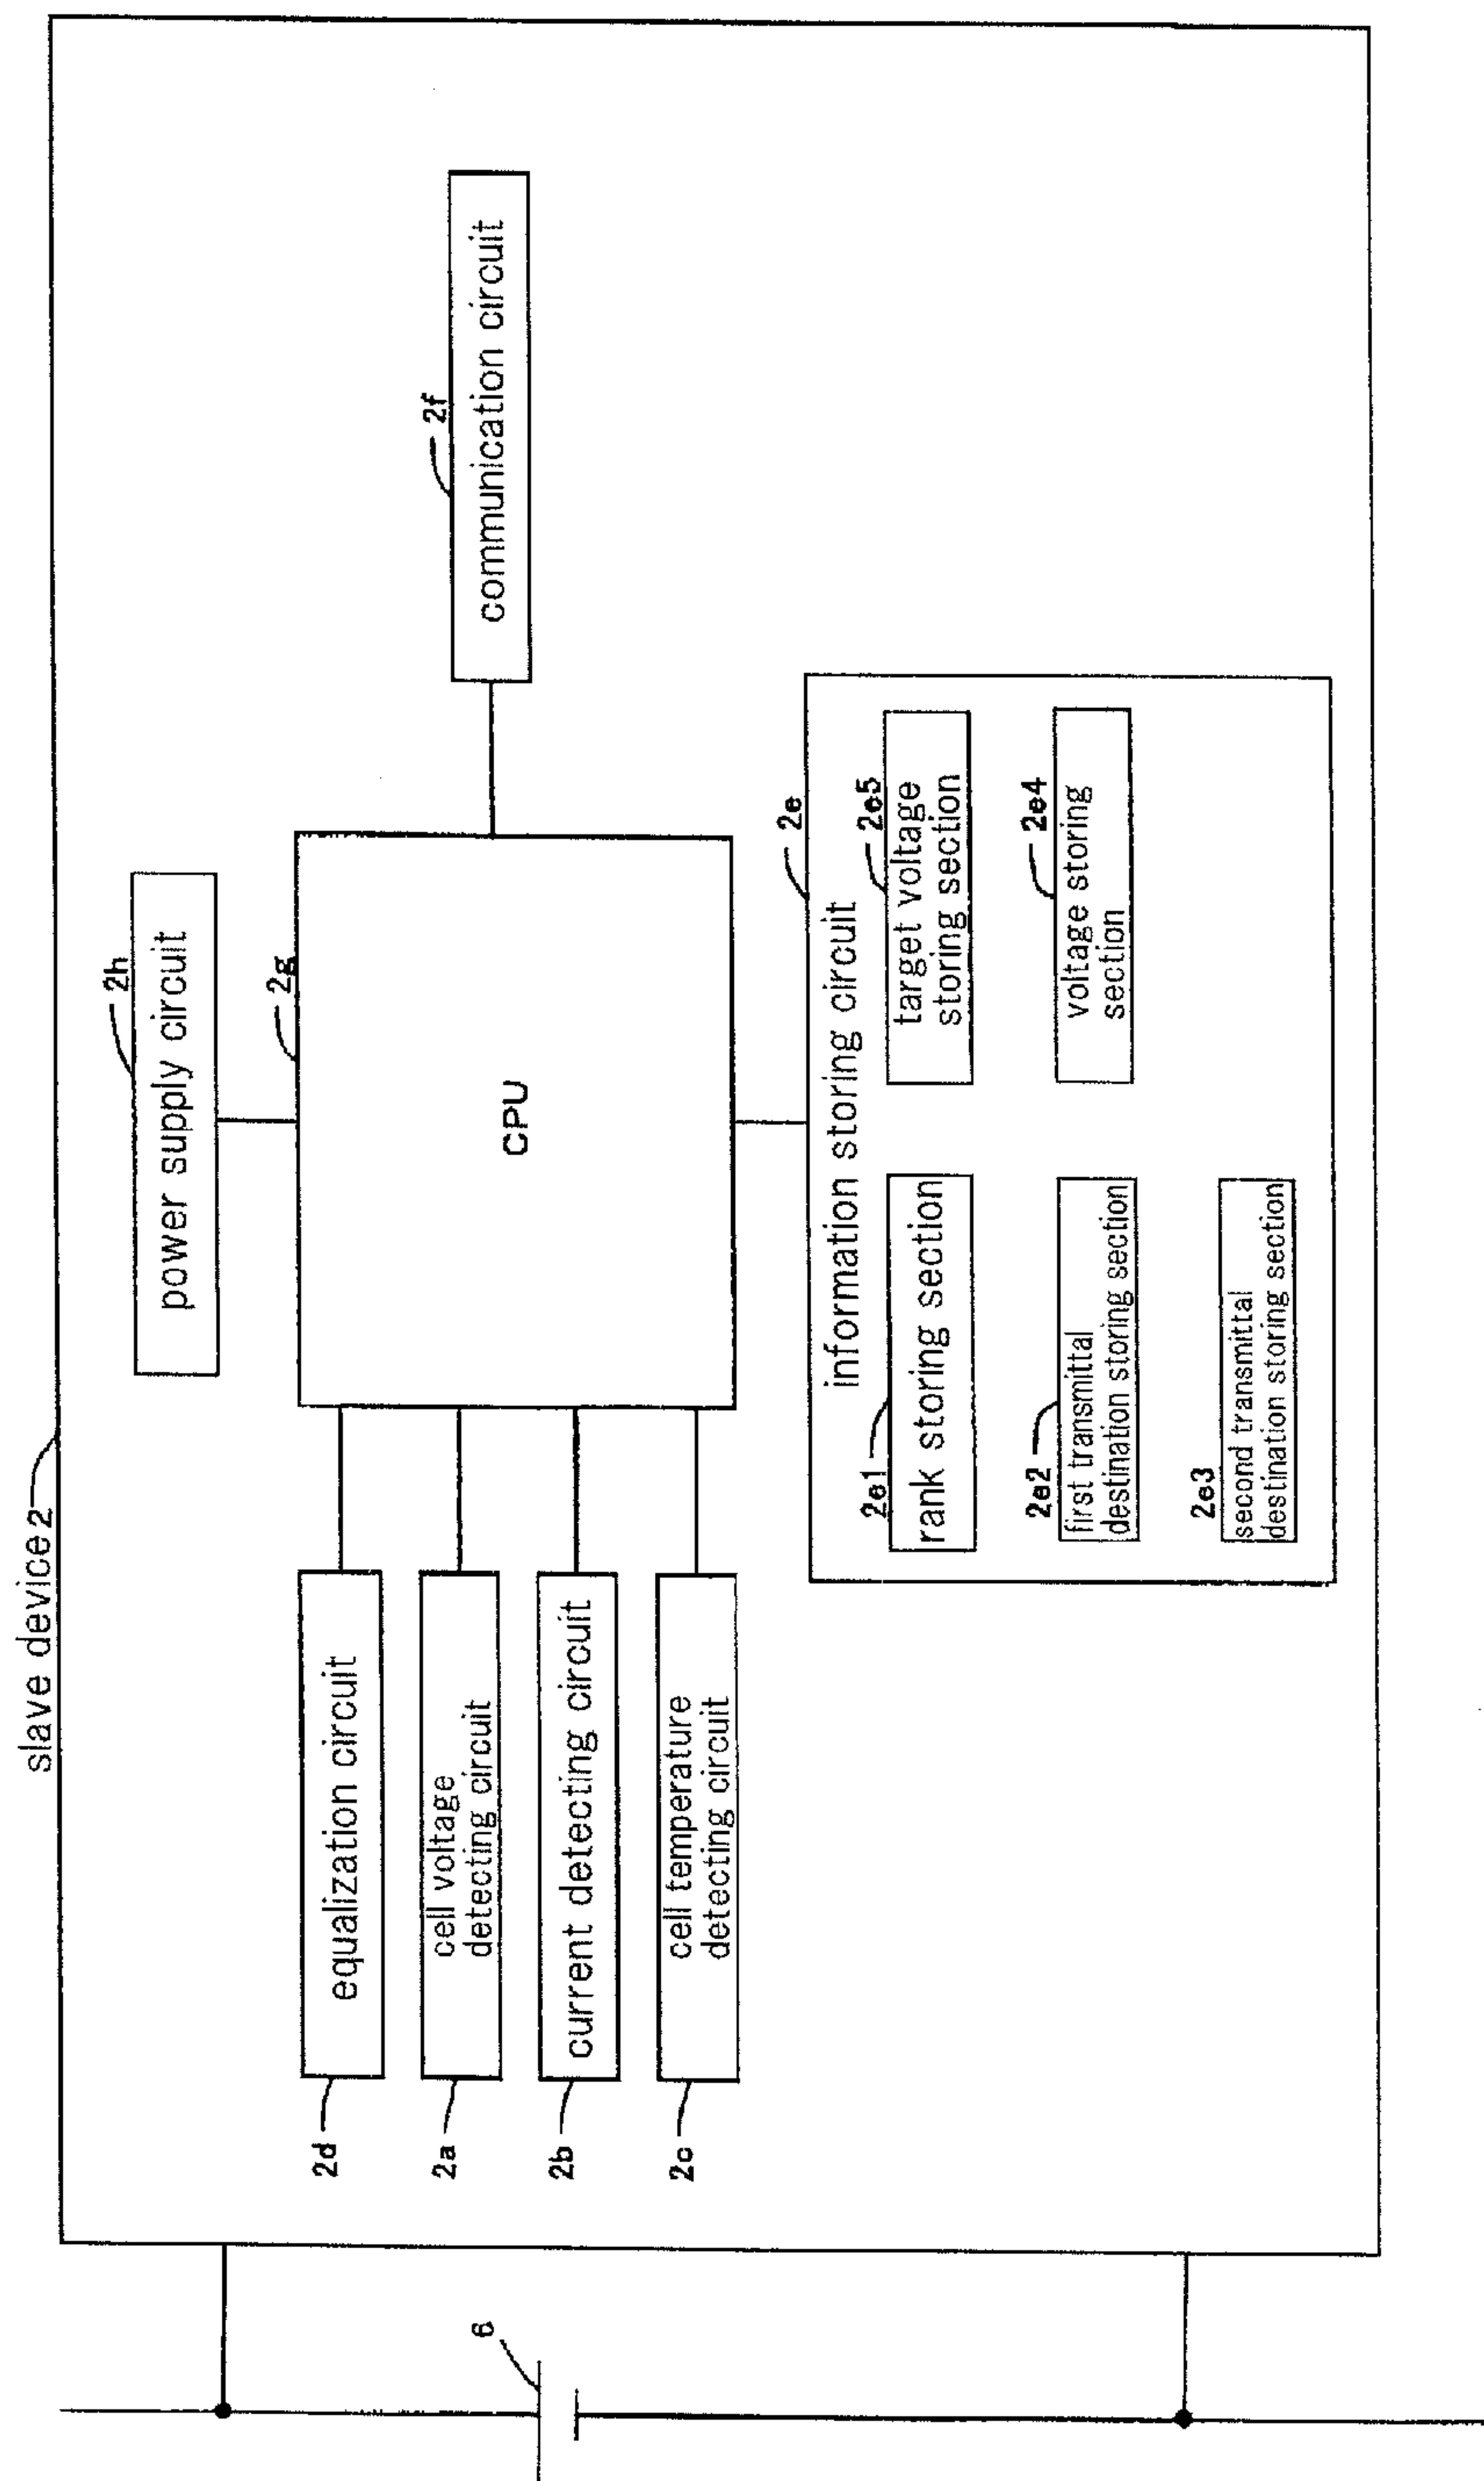 slave device 2
2h
power supply circuit
2g
CPU
2f
communication circuit
2d
equalization circuit
2a
cell voltage
detecting circuit
2b
current detecting circuit
2c
cell temperature
detecting circuit
6
2e
information storing circuit
2e1
rank storing section
2e5
target voltage
storing section
2e2
first transmittal
destination storing section
2e4
voltage storing
section
2e3
second transmittal
destination storing section